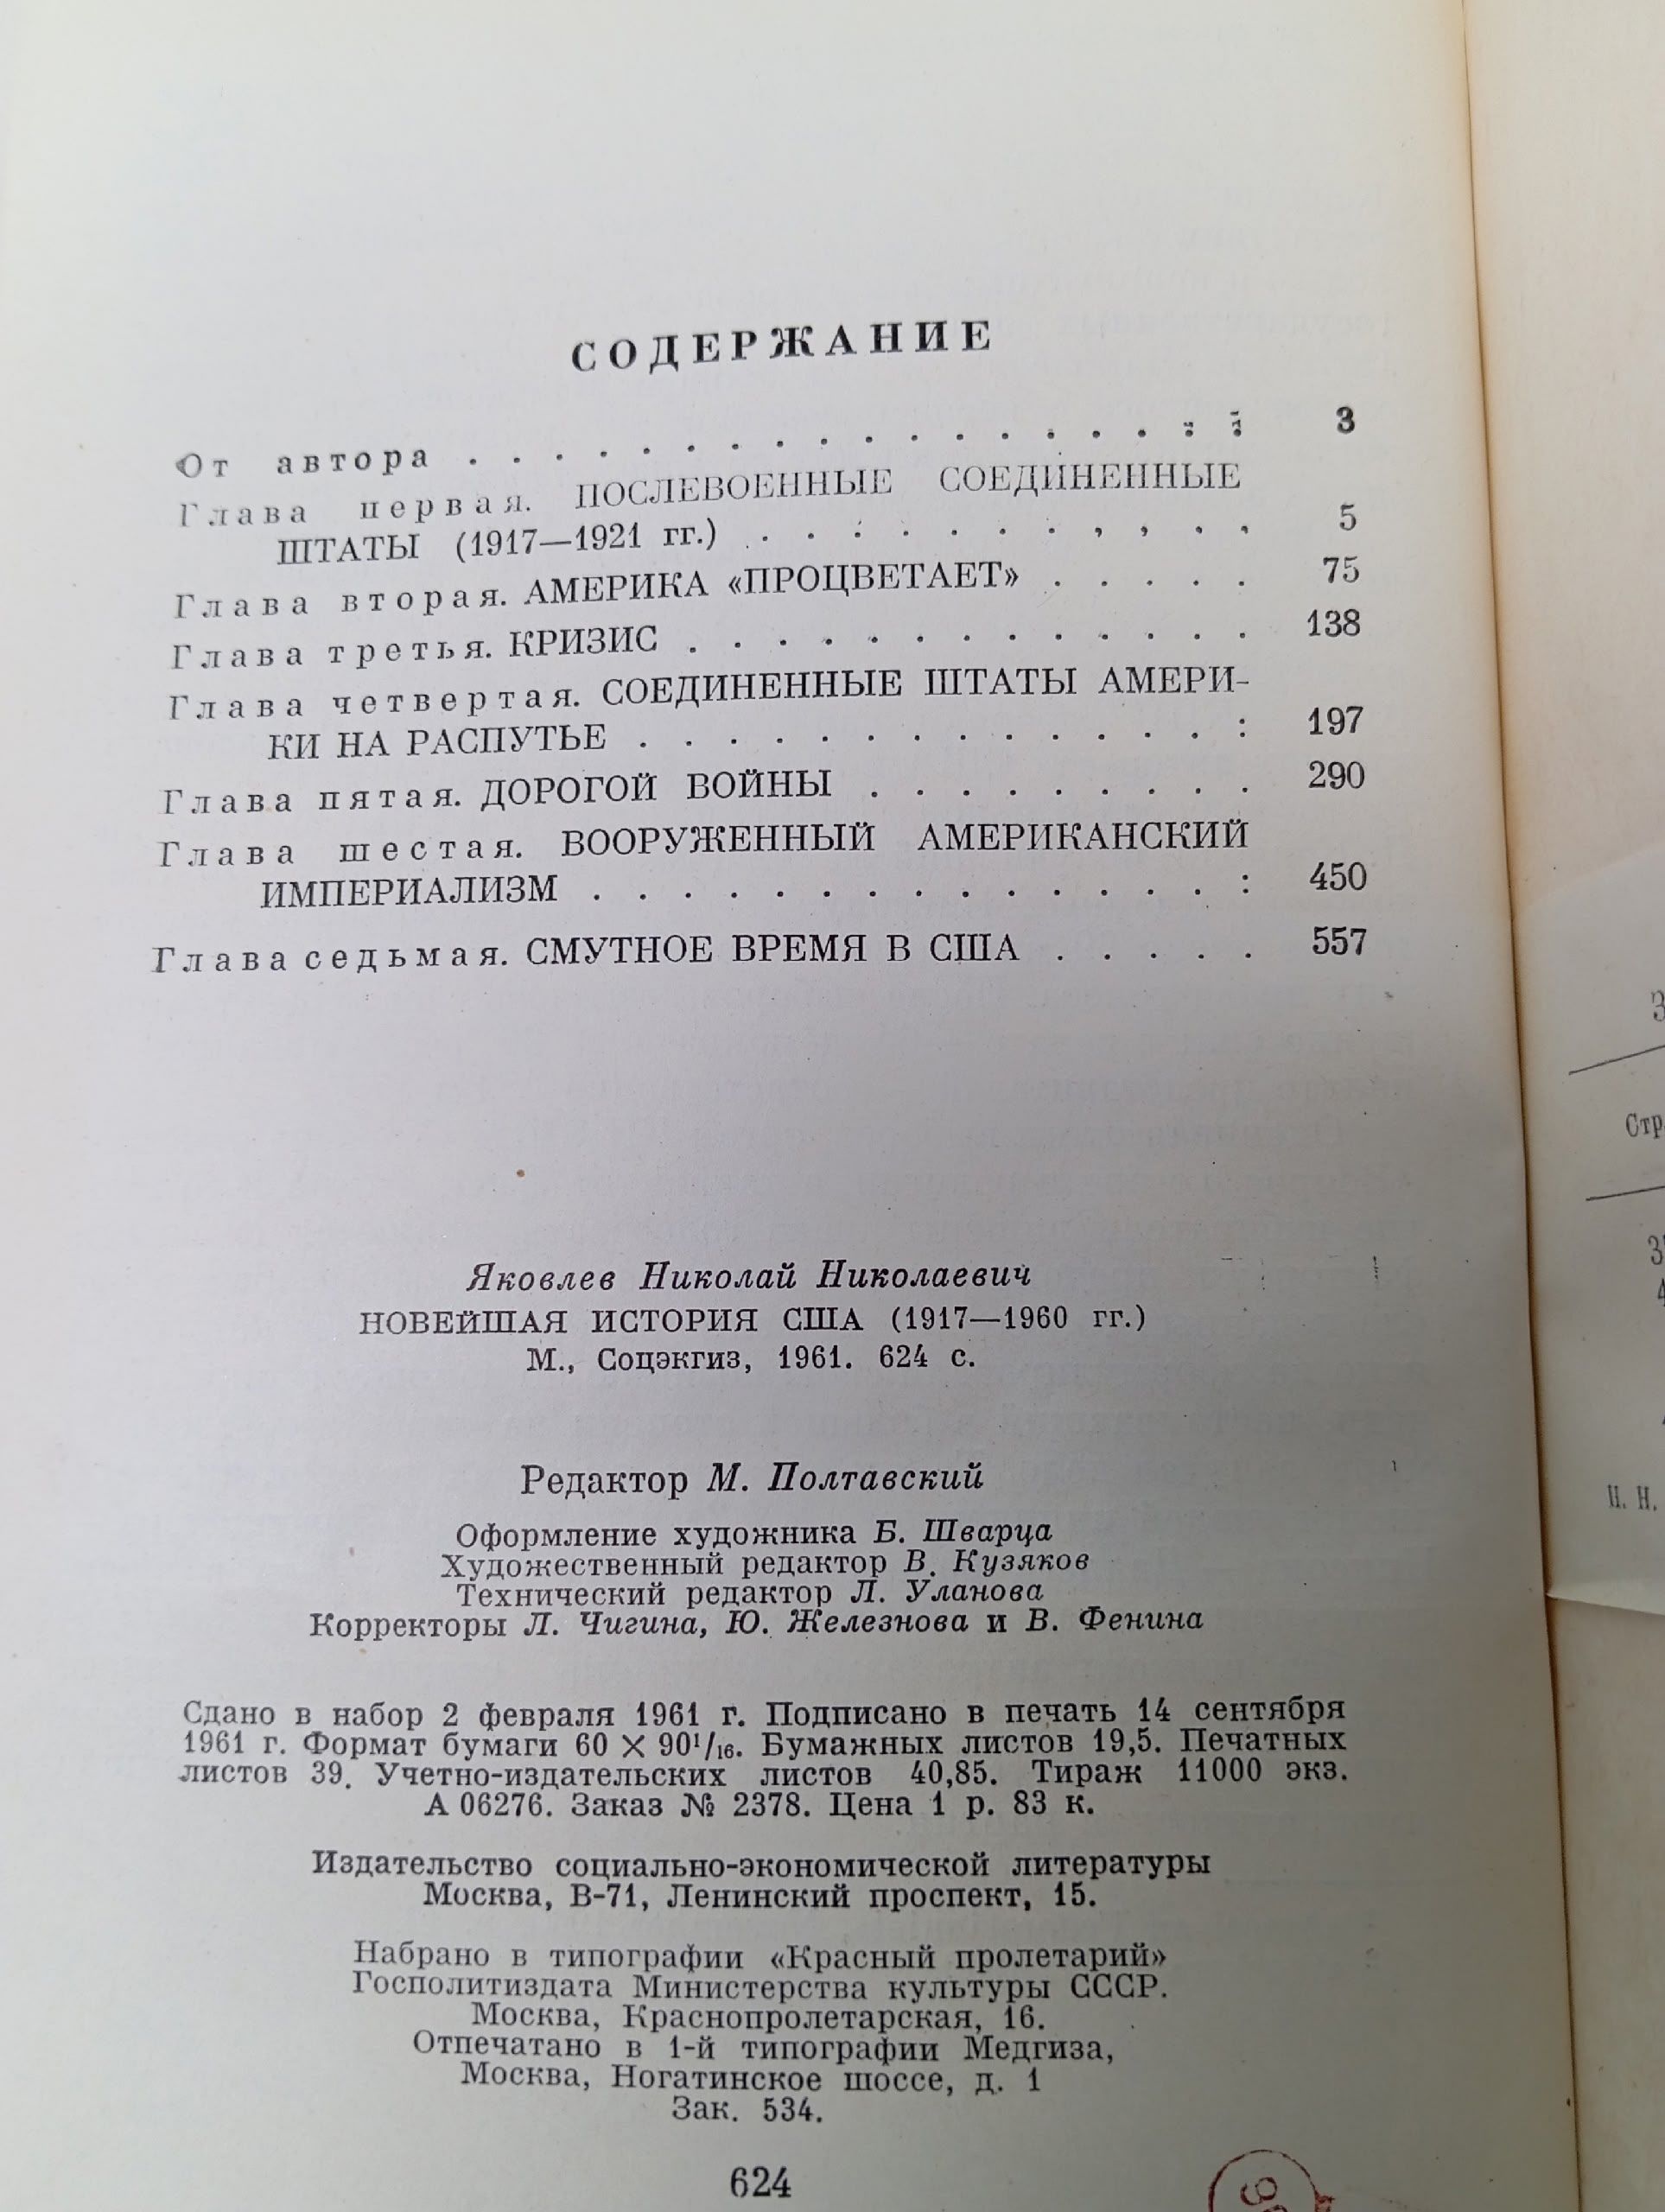 СОДЕРЖАНИЕ
От автора . . . . . . . . . . . . . . . . . . 3
Глава первая. ПОСЛЕВОЕННЫЕ СОЕДИНЕННЫЕ
ШТАТЫ (1917—1921 гг.) . . . . . . . . . . . . 5
Глава вторая. АМЕРИКА «ПРОЦВЕТАЕТ» . . . . . 75
Глава третья. КРИЗИС . . . . . . . . . . . . . 138
Глава четвертая. СОЕДИНЕННЫЕ ШТАТЫ АМЕРИ-
КИ НА РАСПУТЬЕ . . . . . . . . . . . . . . 197
Глава пятая. ДОРОГОЙ ВОЙНЫ . . . . . . . . . 290
Глава шестая. ВООРУЖЕННЫЙ АМЕРИКАНСКИЙ
ИМПЕРИАЛИЗМ . . . . . . . . . . . . . . . 450
Глава седьмая. СМУТНОЕ ВРЕМЯ В США . . . . . 557
Яковлев Николай Николаевич
НОВЕЙШАЯ ИСТОРИЯ США (1917—1960 гг.)
М., Соцэкгиз, 1961. 624 с.
Редактор М. Полтавский
Оформление художника Б. Шварца
Художественный редактор В. Кузяков
Технический редактор Л. Уланова
Корректоры Л. Чигина, Ю. Железнова и В. Фенина
Сдано в набор 2 февраля 1961 г. Подписано в печать 14 сентября
1961 г. Формат бумаги 60 × 90¹/₁₆. Бумажных листов 19,5. Печатных
листов 39. Учетно-издательских листов 40,85. Тираж 11000 экз.
А 06276. Заказ № 2378. Цена 1 р. 83 к.
Издательство социально-экономической литературы
Москва, В-71, Ленинский проспект, 15.
Набрано в типографии «Красный пролетарий»
Госполитиздата Министерства культуры СССР.
Москва, Краснопролетарская, 16.
Отпечатано в 1-й типографии Медгиза,
Москва, Ногатинское шоссе, д. 1
Зак. 534.
624